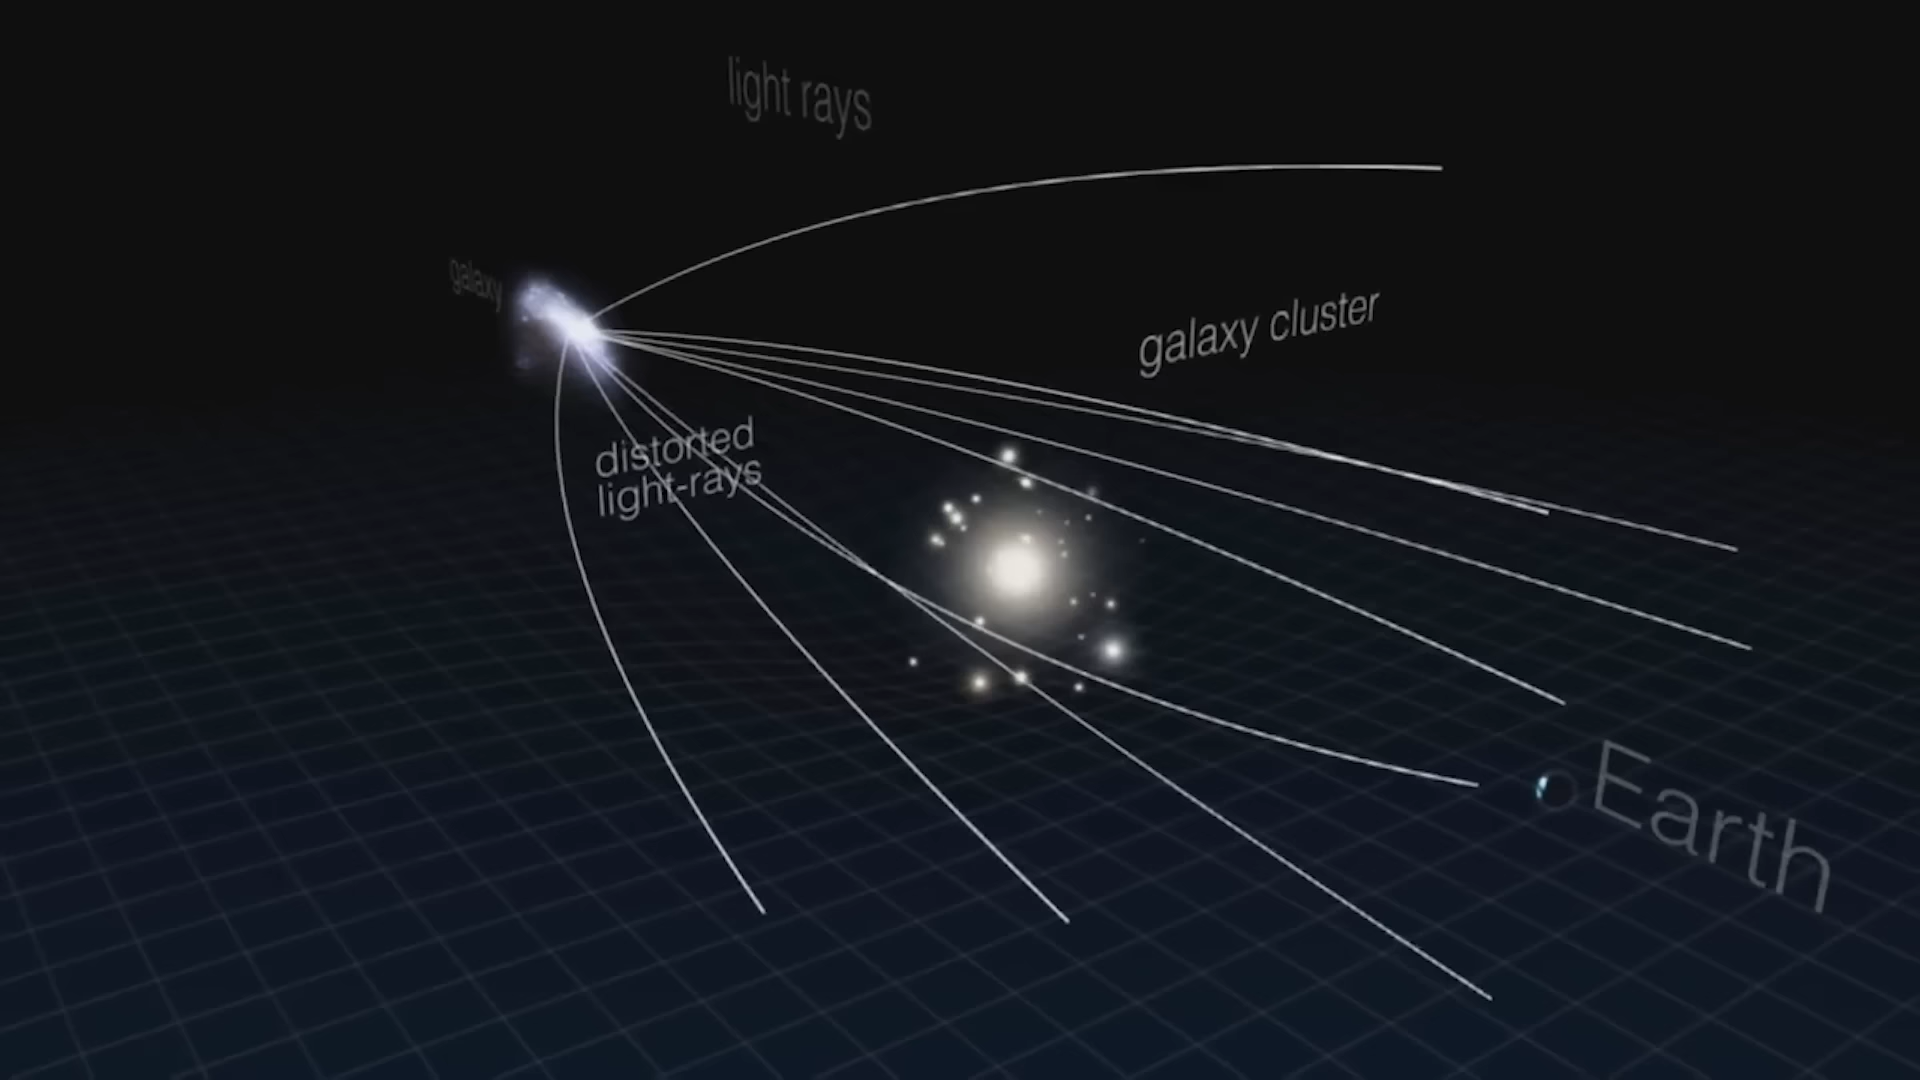 light rays
galaxy
galaxy cluster
distorted
light-rays
Earth